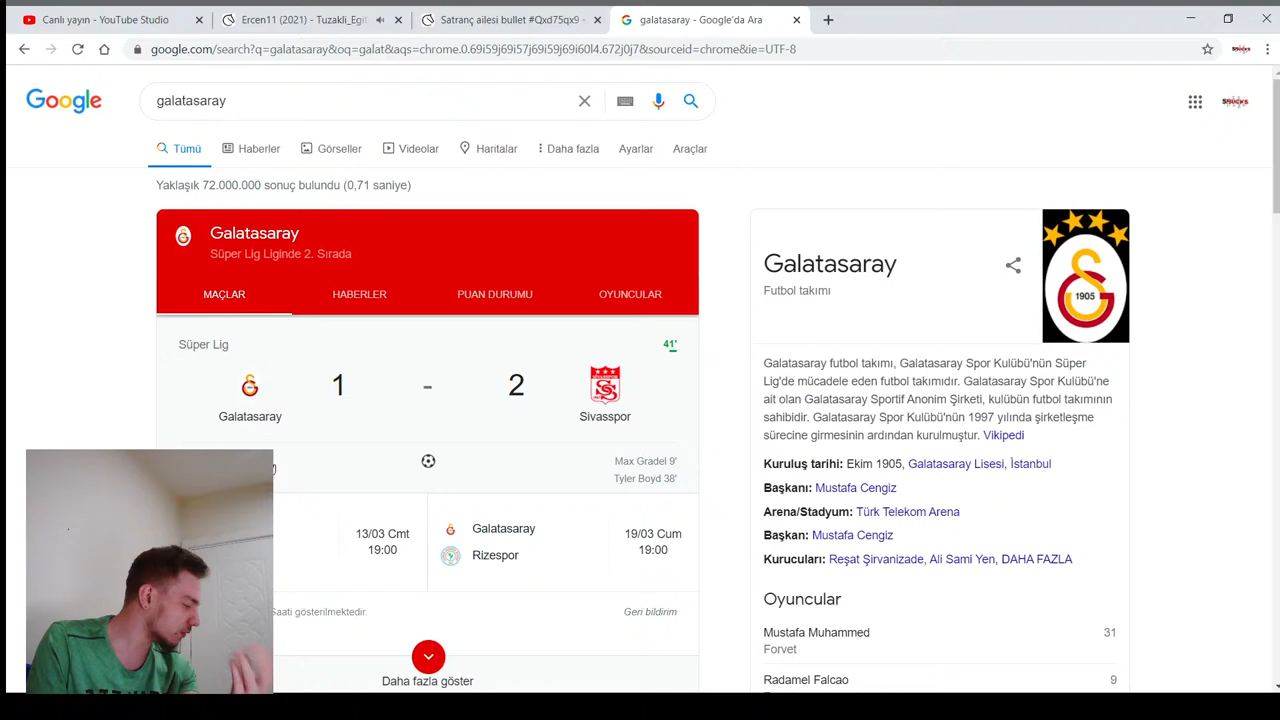 Canlı yayın - YouTube Studio
Ercen11 (2021) - Tuzakli_Egit
Satranç ailesi bullet #Qxd75qx9
galatasaray - Google'da Ara
google.com/search?q=galatasaray&oq=galat&aqs=chrome.0.69i59j69i57j69i59j69i60l4.672j0j7&sourceid=chrome&ie=UTF-8
Google
galatasaray
Tümü
Haberler
Görseller
Videolar
Haritalar
Daha fazla
Ayarlar
Araçlar
Yaklaşık 72.000.000 sonuç bulundu (0,71 saniye)
Galatasaray
Süper Lig Liginde 2. Sırada
MAÇLAR
HABERLER
PUAN DURUMU
OYUNCULAR
Süper Lig
41'
1 - 2
Galatasaray
Sivasspor
Max Gradel 9'
Tyler Boyd 38'
13/03 Cmt
19:00
Galatasaray
Rizespor
19/03 Cum
19:00
Saati gösterilmektedir.
Geri bildirim
Daha fazla göster
Galatasaray
Futbol takımı
1905
Galatasaray futbol takımı, Galatasaray Spor Kulübü'nün Süper
Lig'de mücadele eden futbol takımıdır. Galatasaray Spor Kulübü'ne
ait olan Galatasaray Sportif Anonim Şirketi, kulübün futbol takımının
sahibidir. Galatasaray Spor Kulübü'nün 1997 yılında şirketleşme
sürecine girmesinin ardından kurulmuştur. Vikipedi
Kuruluş tarihi: Ekim 1905, Galatasaray Lisesi, İstanbul
Başkanı: Mustafa Cengiz
Arena/Stadyum: Türk Telekom Arena
Başkan: Mustafa Cengiz
Kurucuları: Reşat Şirvanizade, Ali Sami Yen, DAHA FAZLA
Oyuncular
Mustafa Muhammed 31
Forvet
Radamel Falcao 9